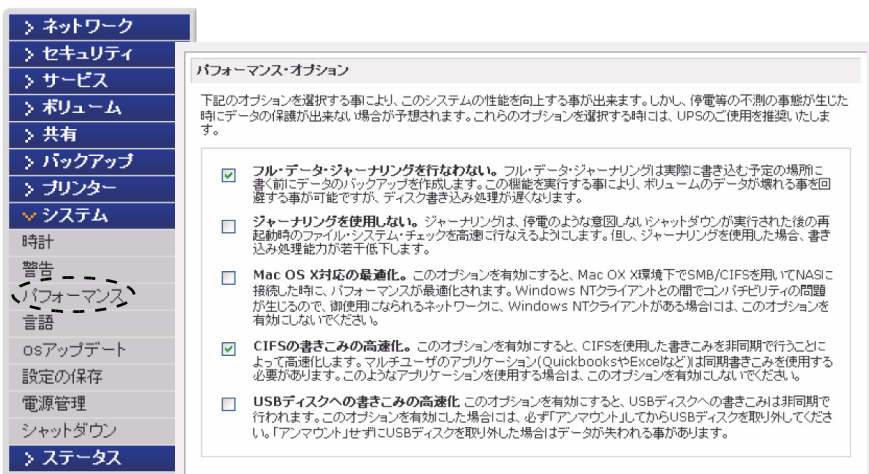 > ネットワーク
> セキュリティ
> サービス
> ボリューム
> 共有
> バックアップ
> プリンター
システム
時計
警告
パフォーマンス
言語
osアップデート
設定の保存
電源管理
シャットダウン
> ステータス
パフォーマンス・オプション
下記のオプションを選択する事により、このシステムの性能を向上する事が出来ます。しかし、停電等の不測の事態が生じた
時にデータの保護が出来ない場合が予想されます。これらのオプションを選択する時には、UPSのご使用を推奨いたしま
す。
フル・データ・ジャーナリングを行なわない。フル・データ・ジャーナリングは実際に書き込む予定の場所に
書く前にデータのバックアップを作成します。この機能を実行する事により、ボリュームのデータが壊れる事を回
避する事が可能ですが、ディスク書き込み処理が遅くなります。
ジャーナリングを使用しない。ジャーナリングは、停電のような意図しないシャットダウンが実行された後の再
起動時のファイル・システム・チェックを高速に行なえるようにします。但し、ジャーナリングを使用した場合、書き
込み処理能力が若干低下します。
Mac OS X対応の最適化。このオプションを有効にすると、Mac OX X環境下でSMB/CIFSを用いてNASに
接続した時に、パフォーマンスが最適化されます。Windows NTクライアントとの間でコンパチビリティの問題
が生じるので、御使用になられるネットワークに、Windows NTクライアントがある場合には、このオプションを
有効にしないでください。
CIFSの書きこみの高速化。このオプションを有効にすると、CIFSを使用した書きこみを非同期で行うことに
よって高速化します。マルチユーザのアプリケーション(QuickbooksやExcelなど)は同期書きこみを使用する
必要があります。このようなアプリケーションを使用する場合は、このオプションを有効にしないでください。
USBディスクへの書きこみの高速化 このオプションを有効にすると、USBディスクへの書きこみは非同期で
行われます。このオプションを有効にした場合には、必ず「アンマウント」してからUSBディスクを取り外してくださ
い。「アンマウント」せずにUSBディスクを取り外した場合はデータが失われる事があります。